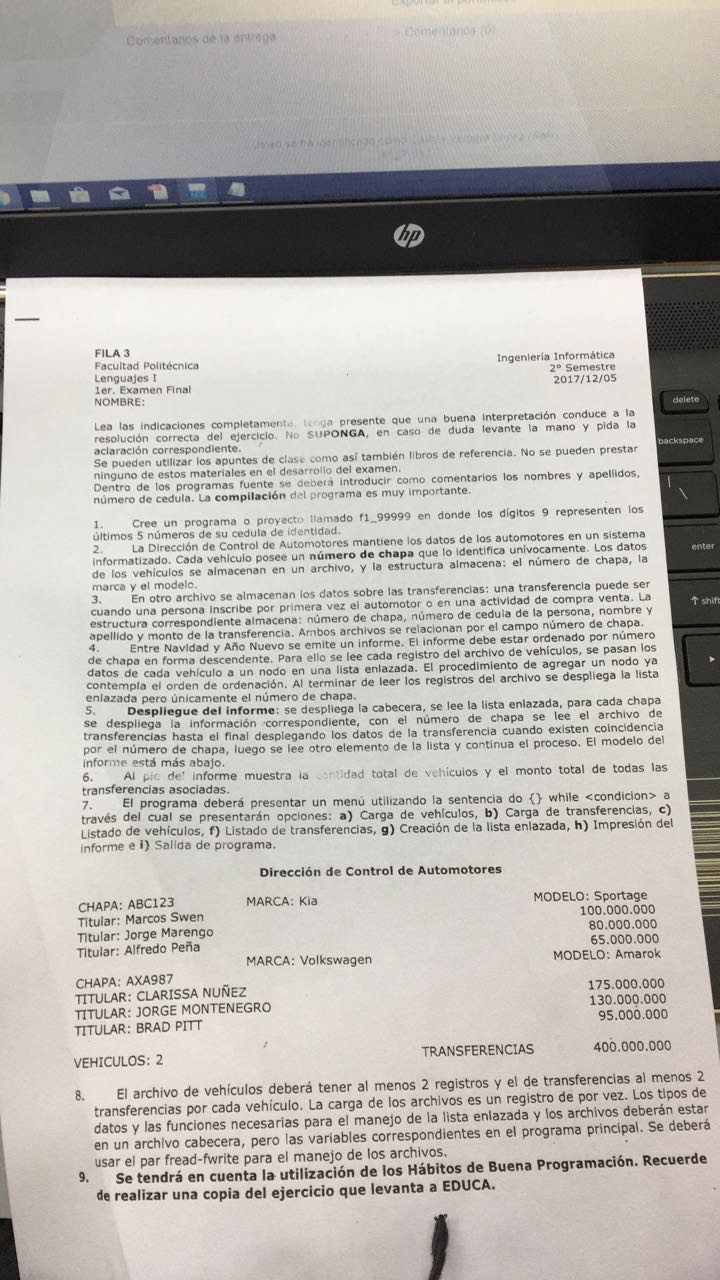 Comentarios de la entrega
Comentarios (0)
hp
delete
backspace
\
enter
shift
FILA 3
Facultad Politécnica
Lenguajes I
1er. Examen Final
NOMBRE:
Ingeniería Informática
2º Semestre
2017/12/05
Lea las indicaciones completamente, tenga presente que una buena interpretación conduce a la
resolución correcta del ejercicio. No SUPONGA, en caso de duda levante la mano y pida la
aclaración correspondiente.
Se pueden utilizar los apuntes de clase como así también libros de referencia. No se pueden prestar
ninguno de estos materiales en el desarrollo del examen.
Dentro de los programas fuente se deberá introducir como comentarios los nombres y apellidos,
número de cedula. La compilación del programa es muy importante.
1. Cree un programa o proyecto llamado f1_99999 en donde los dígitos 9 representen los
últimos 5 números de su cedula de identidad.
2. La Dirección de Control de Automotores mantiene los datos de los automotores en un sistema
informatizado. Cada vehículo posee un número de chapa que lo identifica unívocamente. Los datos
de los vehículos se almacenan en un archivo, y la estructura almacena: el número de chapa, la
marca y el modelo.
3. En otro archivo se almacenan los datos sobre las transferencias: una transferencia puede ser
cuando una persona inscribe por primera vez el automotor o en una actividad de compra venta. La
estructura correspondiente almacena: número de chapa, número de cedula de la persona, nombre y
apellido y monto de la transferencia. Ambos archivos se relacionan por el campo número de chapa.
4. Entre Navidad y Año Nuevo se emite un informe. El informe debe estar ordenado por número
de chapa en forma descendente. Para ello se lee cada registro del archivo de vehículos, se pasan los
datos de cada vehículo a un nodo en una lista enlazada. El procedimiento de agregar un nodo ya
contempla el orden de ordenación. Al terminar de leer los registros del archivo se despliega la lista
enlazada pero únicamente el número de chapa.
5. Despliegue del informe: se despliega la cabecera, se lee la lista enlazada, para cada chapa
se despliega la información correspondiente, con el número de chapa se lee el archivo de
transferencias hasta el final desplegando los datos de la transferencia cuando existen coincidencia
por el número de chapa, luego se lee otro elemento de la lista y continua el proceso. El modelo del
informe está más abajo.
6. Al pie del informe muestra la cantidad total de vehículos y el monto total de todas las
transferencias asociadas.
7. El programa deberá presentar un menú utilizando la sentencia do {} while <condicion> a
través del cual se presentarán opciones: a) Carga de vehículos, b) Carga de transferencias, c)
Listado de vehículos, f) Listado de transferencias, g) Creación de la lista enlazada, h) Impresión del
informe e i) Salida de programa.
Dirección de Control de Automotores
CHAPA: ABC123 MARCA: Kia MODELO: Sportage
Titular: Marcos Swen 100.000.000
Titular: Jorge Marengo 80.000.000
Titular: Alfredo Peña 65.000.000
CHAPA: AXA987 MARCA: Volkswagen MODELO: Amarok
TITULAR: CLARISSA NUÑEZ 175.000.000
TITULAR: JORGE MONTENEGRO 130.000.000
TITULAR: BRAD PITT 95.000.000
VEHICULOS: 2 TRANSFERENCIAS 400.000.000
8. El archivo de vehículos deberá tener al menos 2 registros y el de transferencias al menos 2
transferencias por cada vehículo. La carga de los archivos es un registro de por vez. Los tipos de
datos y las funciones necesarias para el manejo de la lista enlazada y los archivos deberán estar
en un archivo cabecera, pero las variables correspondientes en el programa principal. Se deberá
usar el par fread-fwrite para el manejo de los archivos.
9. Se tendrá en cuenta la utilización de los Hábitos de Buena Programación. Recuerde
de realizar una copia del ejercicio que levanta a EDUCA.